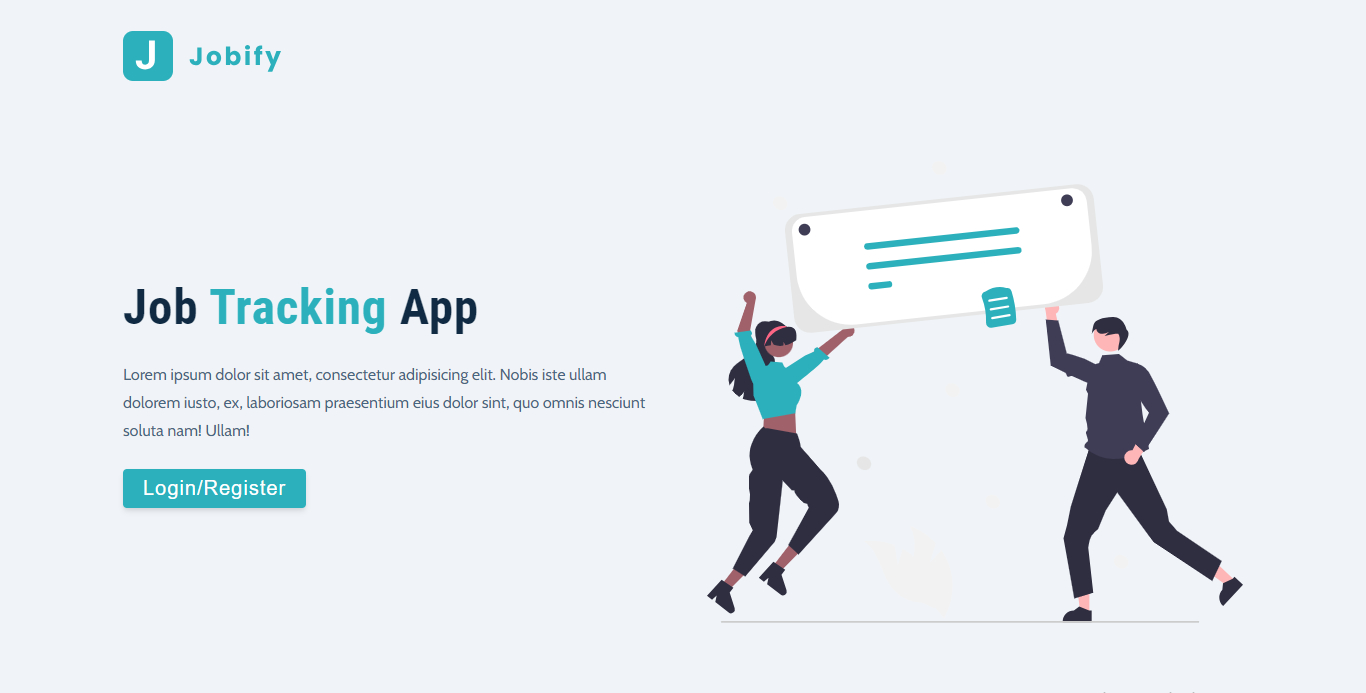 J Jobify
Job Tracking App
Lorem ipsum dolor sit amet, consectetur adipisicing elit. Nobis iste ullam
dolorem iusto, ex, laboriosam praesentium eius dolor sint, quo omnis nesciunt
soluta nam! Ullam!
Login/Register